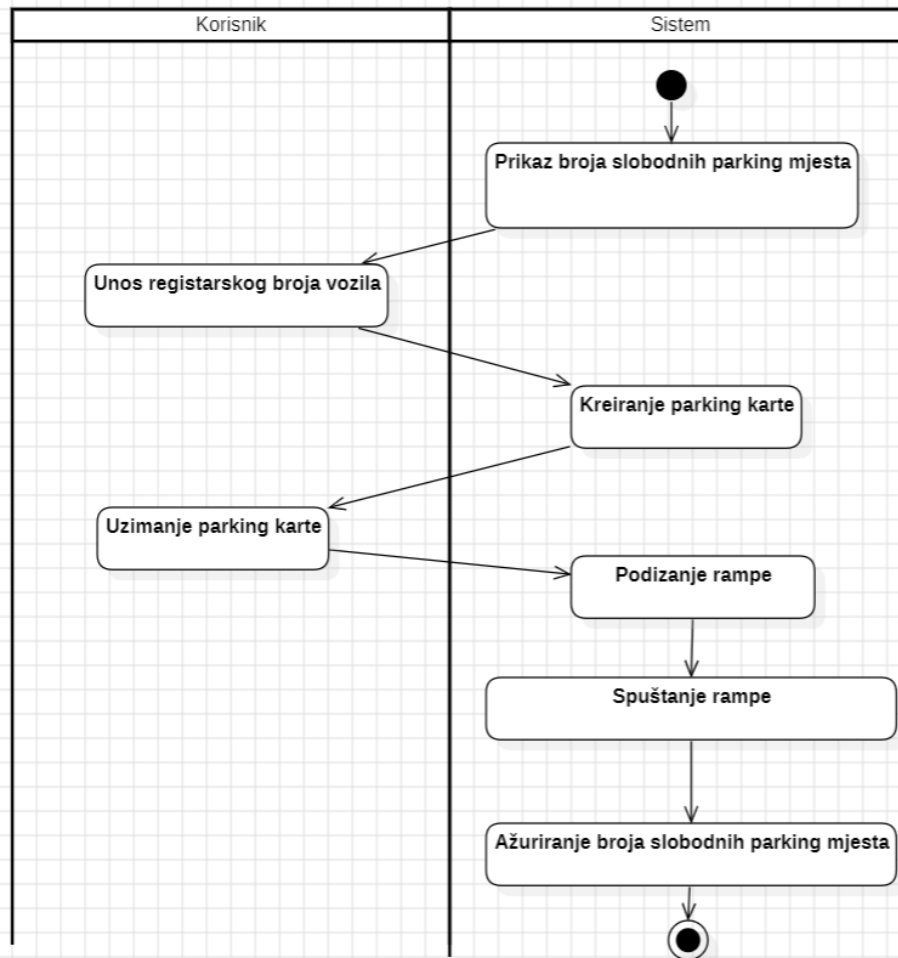 Korisnik
Sistem
Prikaz broja slobodnih parking mjesta
Unos registarskog broja vozila
Kreiranje parking karte
Uzimanje parking karte
Podizanje rampe
Spuštanje rampe
Ažuriranje broja slobodnih parking mjesta